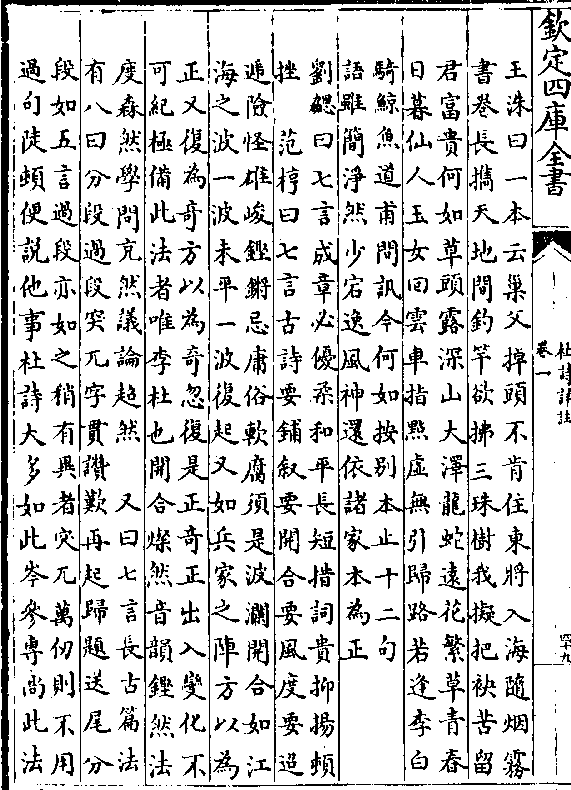 欽定四庫全書
杜詩詳註
卷一
四十九
王洙曰一本云巢父掉頭不肯住東將入海隨烟霧
書卷長攜天地間釣竿欲拂三珠樹我擬把袂苦留
君富貴何如草頭露深山大澤龍蛇遠花繁草青春
日暮仙人玉女回雲車指㸃虛無引歸路若逢李白
騎鯨魚道甫問訊今何如按別本止十二句
語雖簡淨然少宕逸風神還依諸家本為正
劉勰曰七言成章必優柔和平長短措詞貴抑揚頓
挫　范梈曰七言古詩要鋪叙要開合要風度要迢
遞險怪雄峻鏗鏘忌庸俗軟腐須是波瀾開合如江
海之波一波未平一波復起又如兵家之陣方以為
正又復為奇方以為奇忽復是正奇正出入變化不
可紀極備此法者唯李杜也開合燦然音韻鏗然法
度森然學問充然議論超然　又曰七言長古篇法
有八曰分段過段突兀字貫讚歎再起歸題送尾分
段如五言過段亦如之稍有異者突兀萬仞則不用
過句陡頓便說他事杜詩大多如此岑參專尚此法